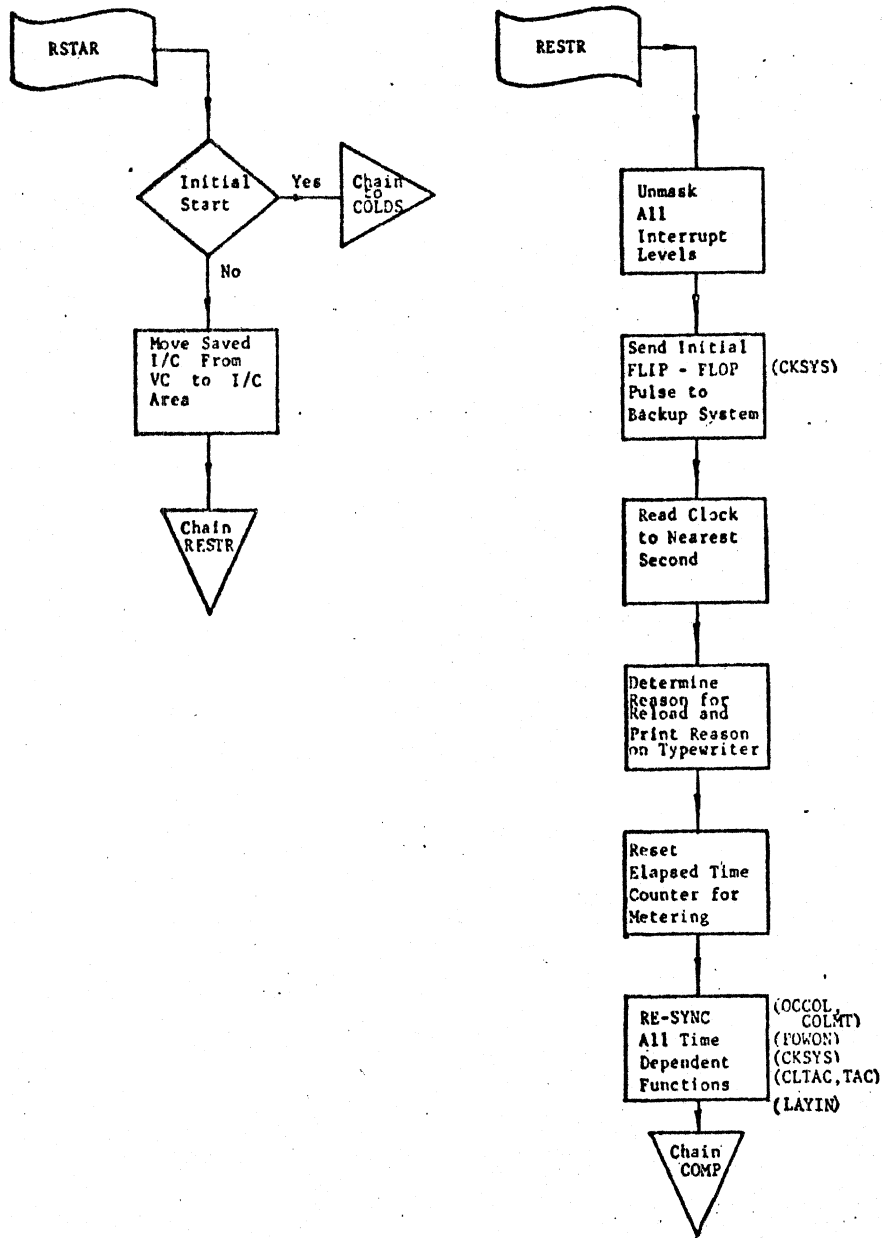 RSTAR
Initial
Start
Yes
Chain
to
COLDS
No
Move Saved
I/C From
VC to I/C
Area
Chain
RESTR
RESTR
Unmask
All
Interrupt
Levels
Send Initial
FLIP - FLOP
Pulse to
Backup System
(CKSYS)
Read Clock
to Nearest
Second
Determine
Reason for
Reload and
Print Reason
on Typewriter
Reset
Elapsed Time
Counter for
Metering
RE-SYNC
All Time
Dependent
Functions
(OCCOL,
COLMT)
(FOWON)
(CKSYS)
(CLTAC,TAC)
(LAYIN)
Chain
COMP